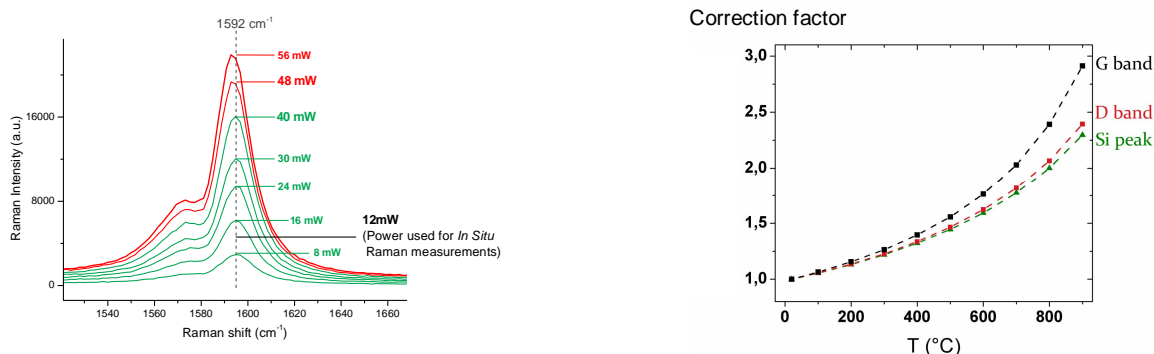 1592 cm-1
56 mW
48 mW
40 mW
30 mW
24 mW
16 mW
8 mW
12mW
(Power used for In Situ
Raman measurements)
16000
8000
0
Raman Intensity (a.u.)
1540 1560 1580 1600 1620 1640 1660
Raman shift (cm-1)
Correction factor
3,0
2,5
2,0
1,5
1,0
G band
D band
Si peak
0 200 400 600 800
T (°C)